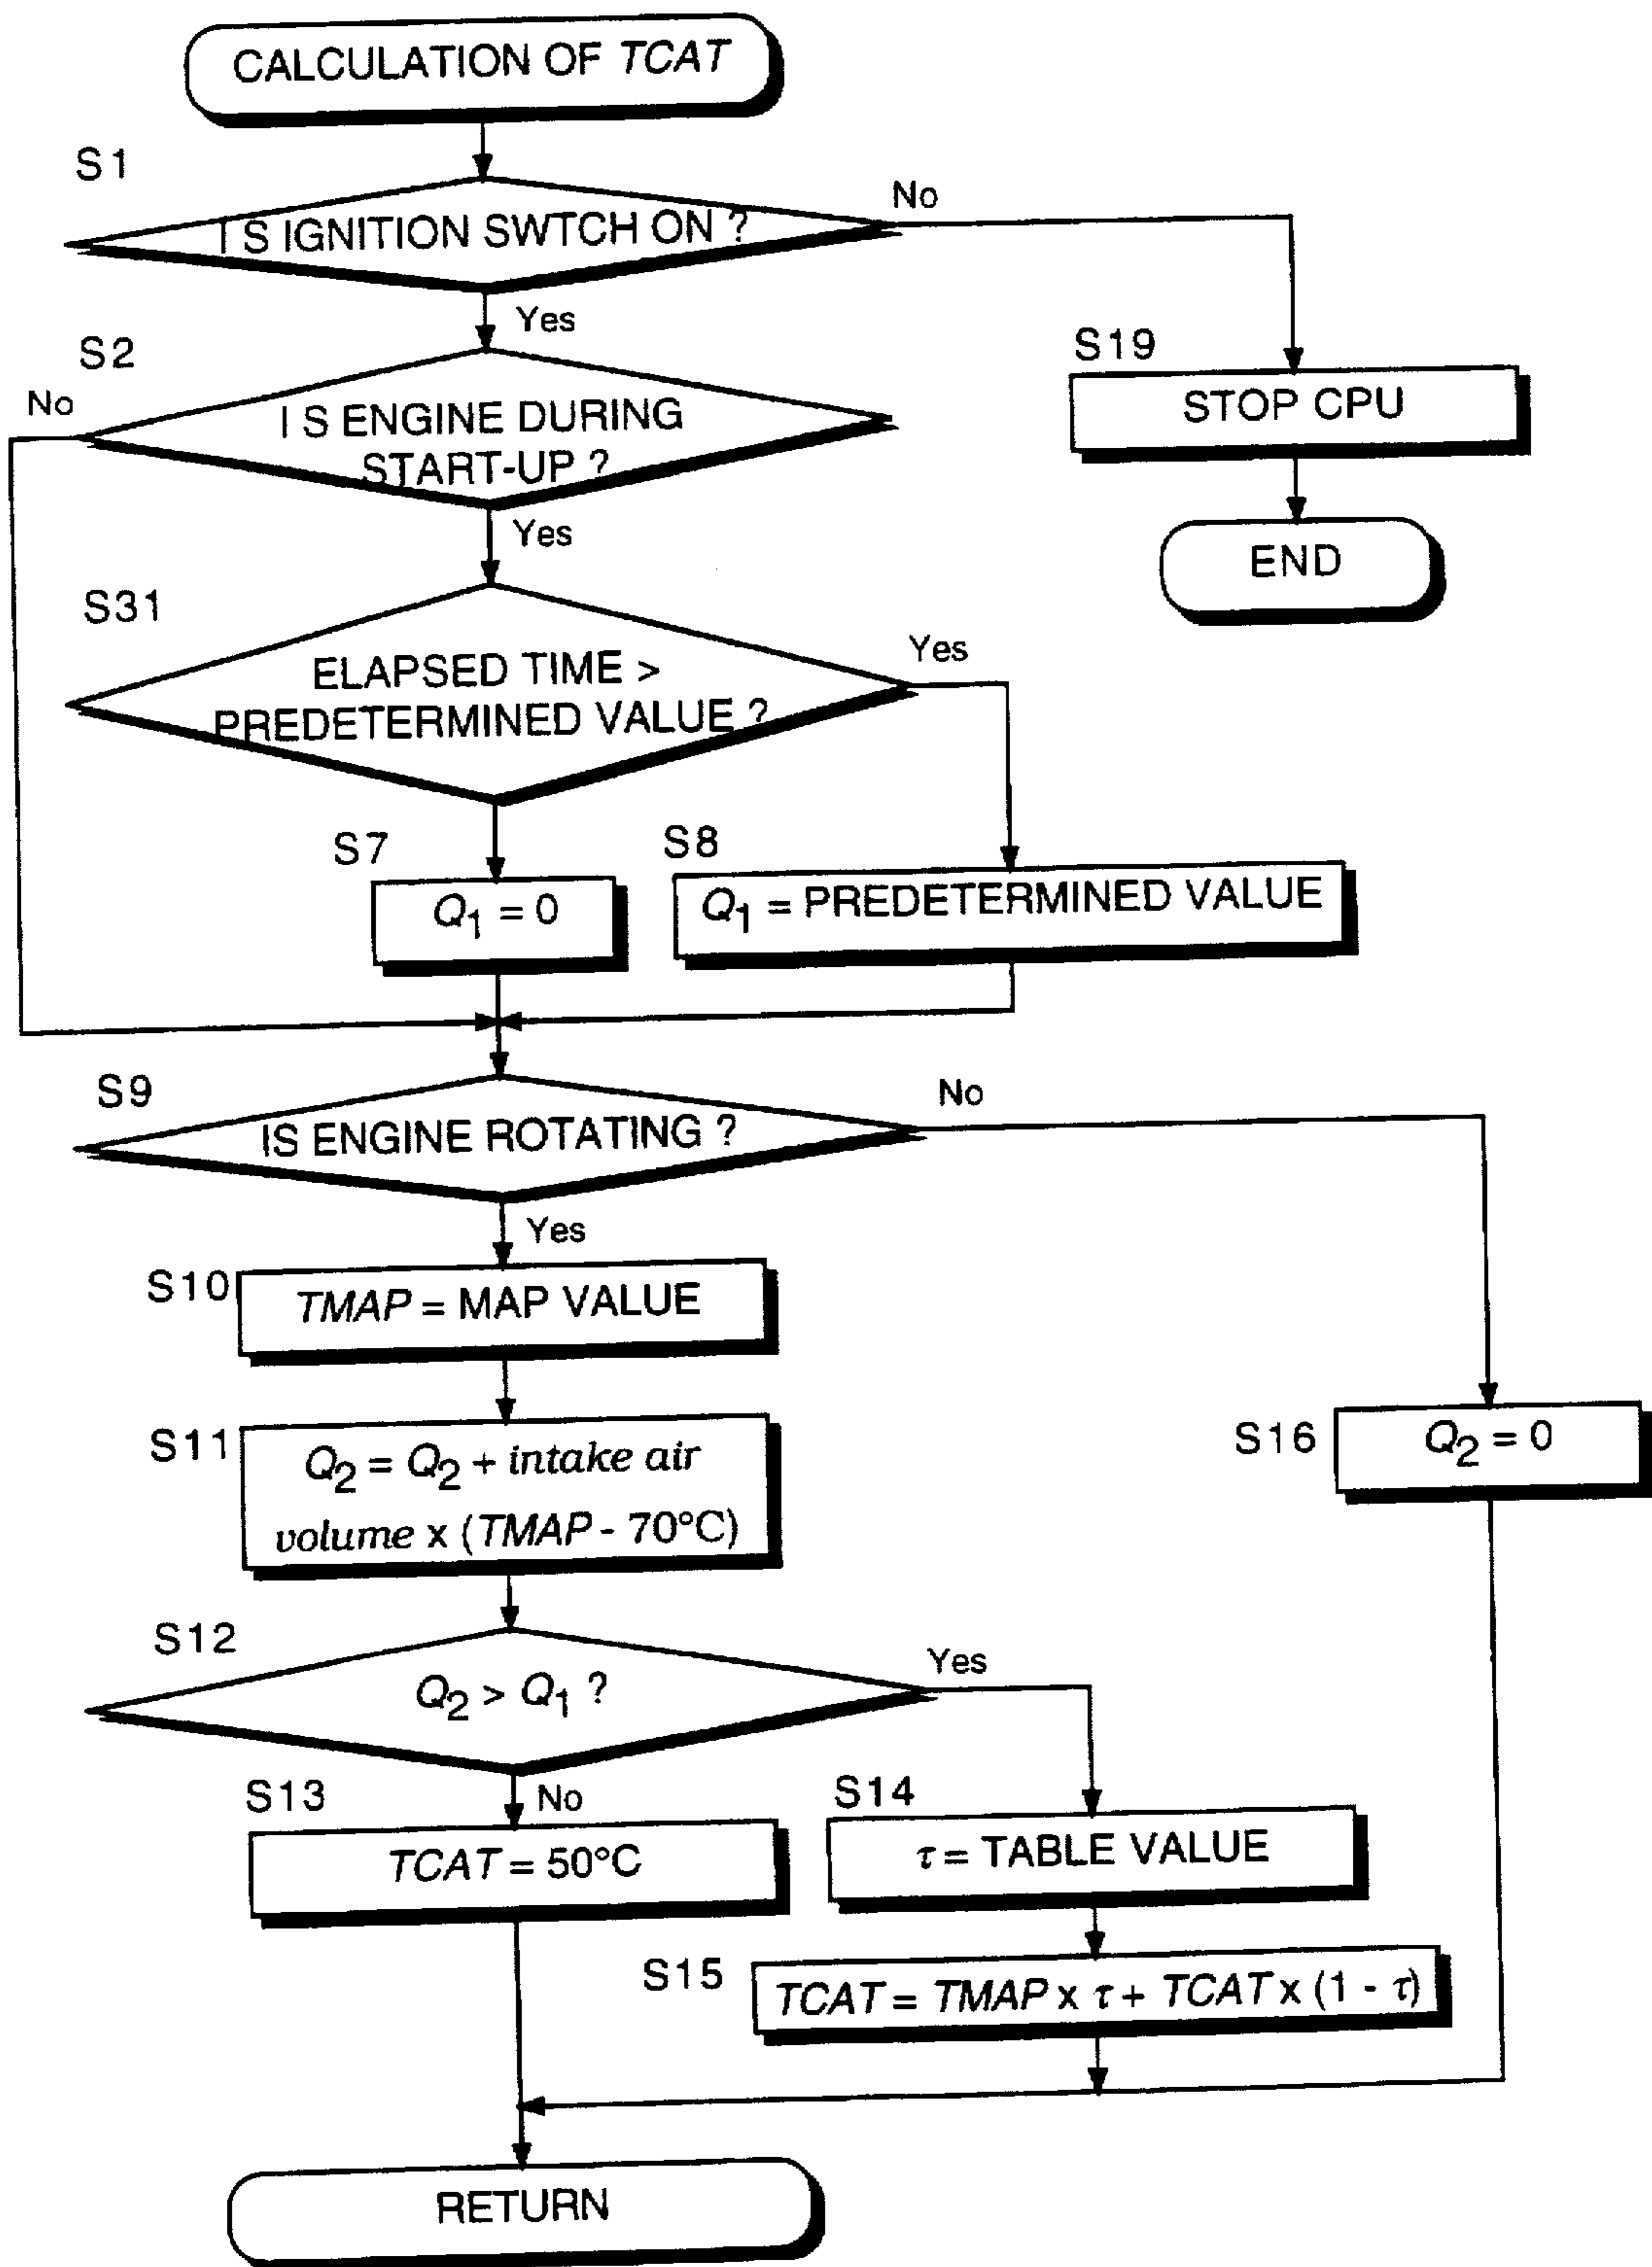 CALCULATION OF TCAT
S1
IS IGNITION SWTCH ON ?
No
Yes
S2
No
IS ENGINE DURING
START-UP ?
Yes
S19
STOP CPU
END
S31
ELAPSED TIME >
PREDETERMINED VALUE ?
Yes
S7
Q1 = 0
S8
Q1 = PREDETERMINED VALUE
S9
IS ENGINE ROTATING ?
No
Yes
S10
TMAP = MAP VALUE
S11
Q2 = Q2 + intake air
volume x (TMAP - 70°C)
S16
Q2 = 0
S12
Q2 > Q1 ?
Yes
No
S13
TCAT = 50°C
S14
τ = TABLE VALUE
S15
TCAT = TMAP x τ + TCAT x (1 - τ)
RETURN